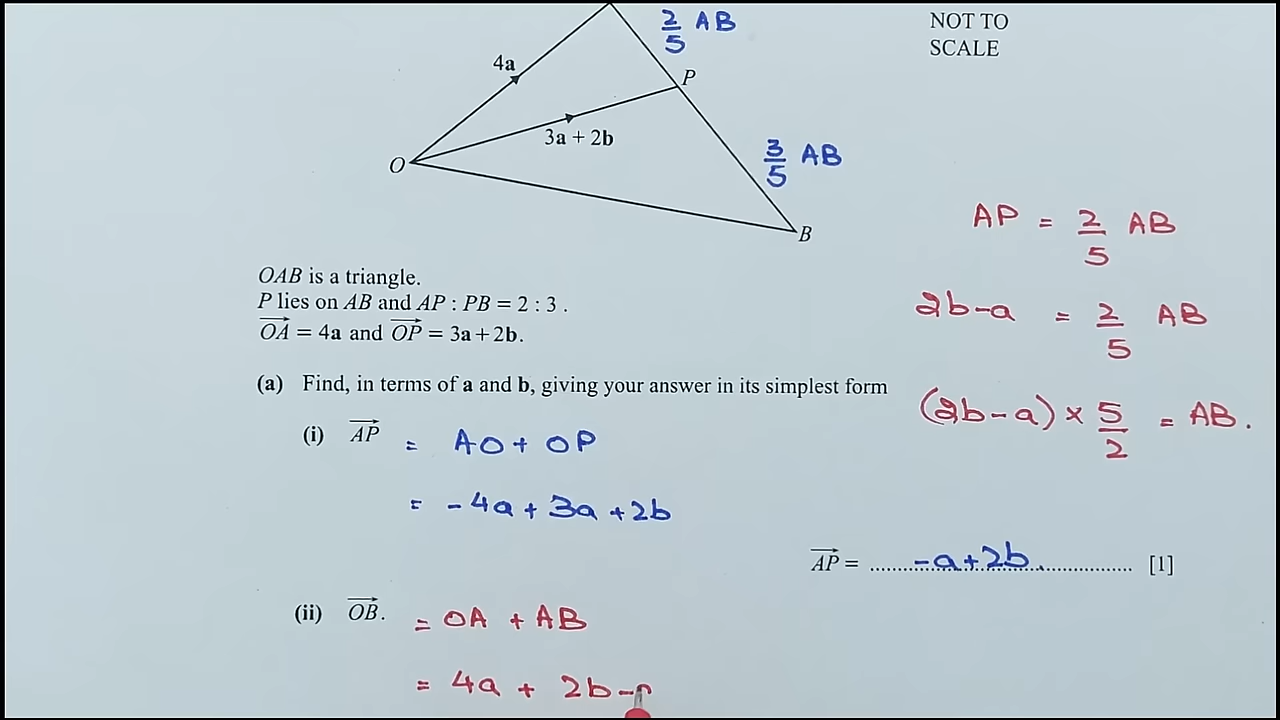 2/5 AB
NOT TO
SCALE
4a
P
3a + 2b
O
3/5 AB
B
AP = 2/5 AB
OAB is a triangle.
P lies on AB and AP : PB = 2 : 3 .
2b-a = 2/5 AB
OA = 4a and OP = 3a + 2b.
(a) Find, in terms of a and b, giving your answer in its simplest form
(2b-a) × 5/2 = AB.
(i) AP = AO + OP
= -4a + 3a + 2b
AP = -a+2b. [1]
(ii) OB. = OA + AB
= 4a + 2b-